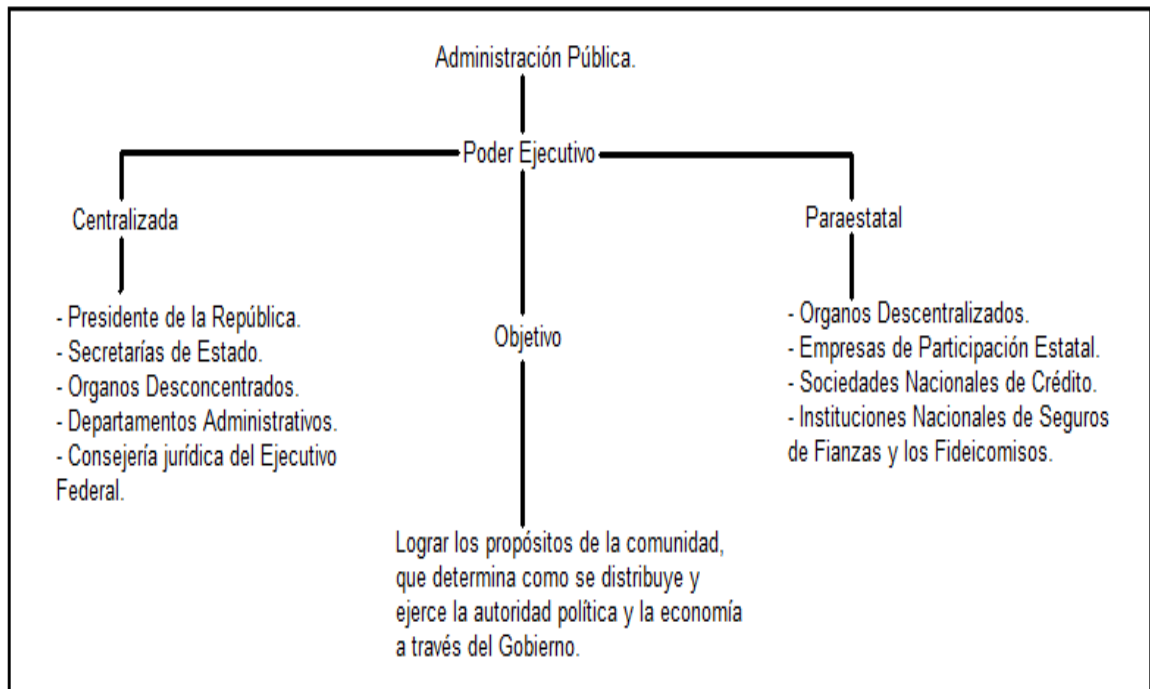 Administración Pública.
Poder Ejecutivo
Centralizada
- Presidente de la República.
- Secretarías de Estado.
- Organos Desconcentrados.
- Departamentos Administrativos.
- Consejería jurídica del Ejecutivo
Federal.
Objetivo
Lograr los propósitos de la comunidad,
que determina como se distribuye y
ejerce la autoridad política y la economía
a través del Gobierno.
Paraestatal
- Organos Descentralizados.
- Empresas de Participación Estatal.
- Sociedades Nacionales de Crédito.
- Instituciones Nacionales de Seguros
de Fianzas y los Fideicomisos.